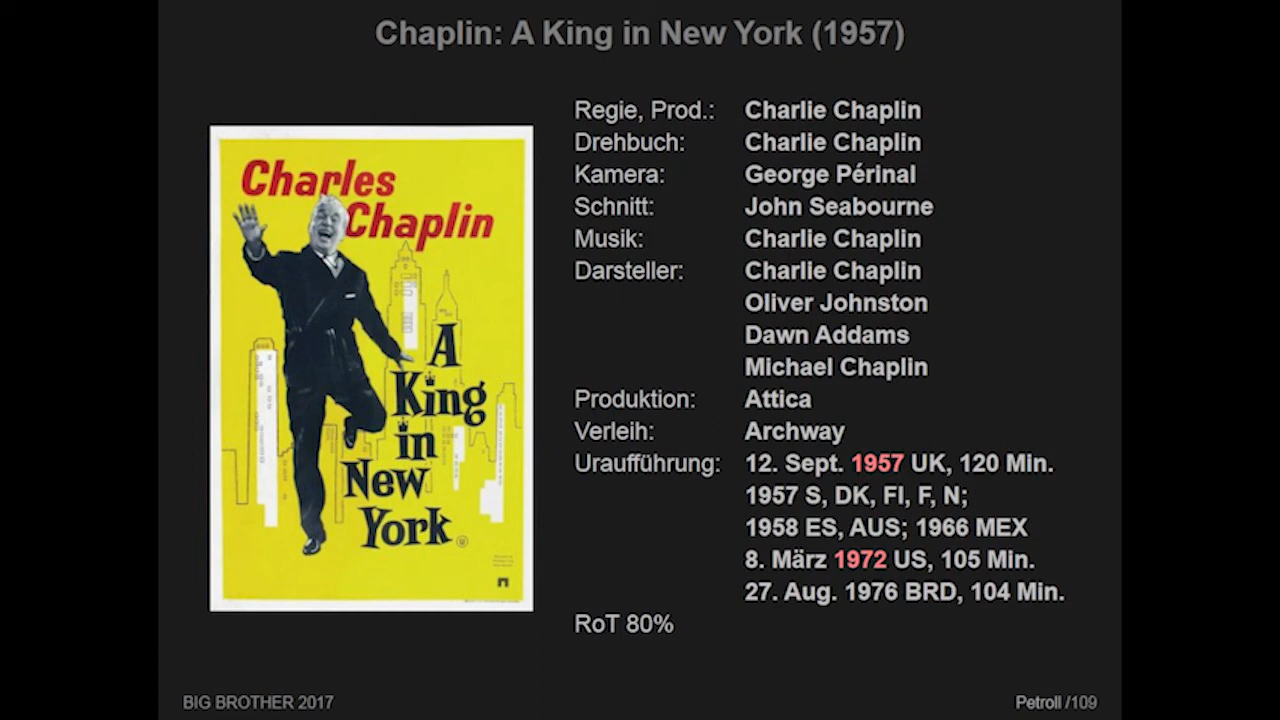 Chaplin: A King in New York (1957)
Charles
Chaplin
A
King
in
New
York
Regie, Prod.: Charlie Chaplin
Drehbuch: Charlie Chaplin
Kamera: George Périnal
Schnitt: John Seabourne
Musik: Charlie Chaplin
Darsteller: Charlie Chaplin
Oliver Johnston
Dawn Addams
Michael Chaplin
Produktion: Attica
Verleih: Archway
Uraufführung: 12. Sept. 1957 UK, 120 Min.
1957 S, DK, FI, F, N;
1958 ES, AUS; 1966 MEX
8. März 1972 US, 105 Min.
27. Aug. 1976 BRD, 104 Min.
RoT 80%
BIG BROTHER 2017
Petroll /109